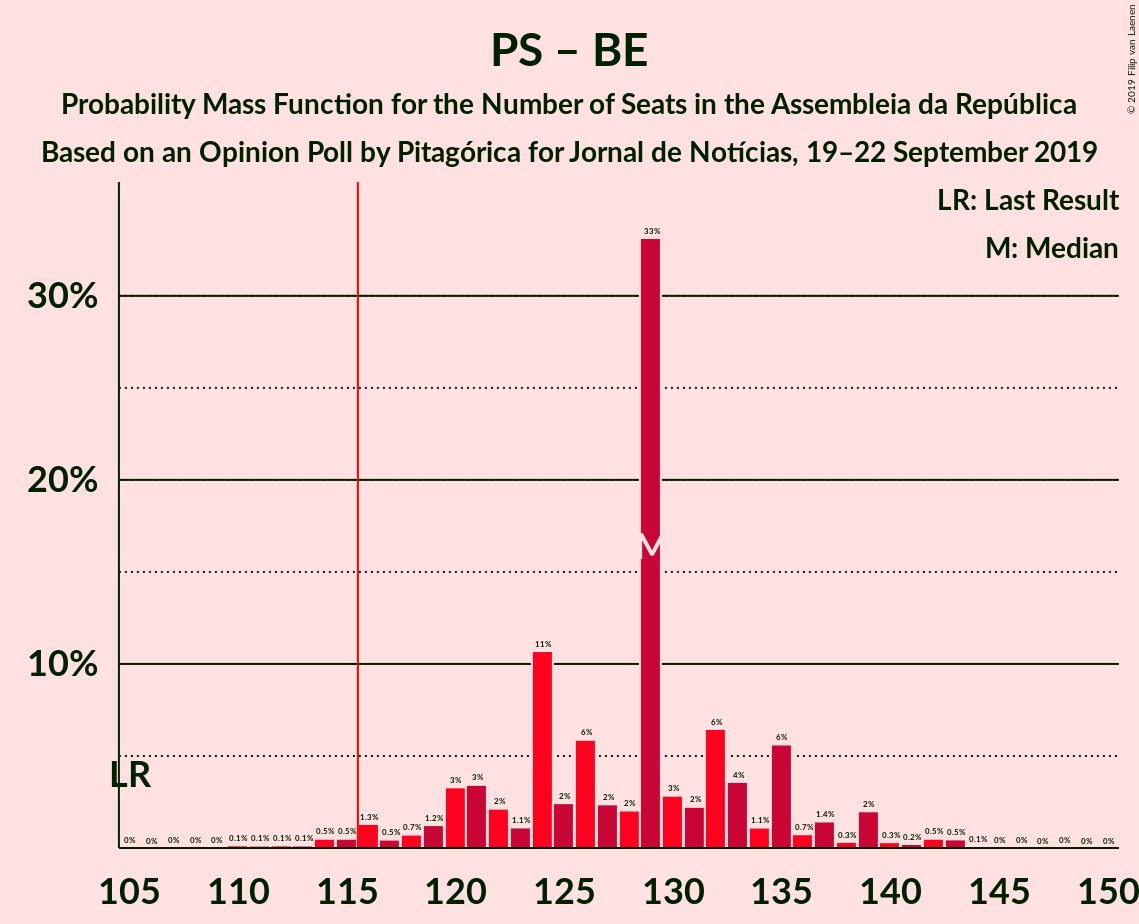 PS – BE
Probability Mass Function for the Number of Seats in the Assembleia da República
Based on an Opinion Poll by Pitagórica for Jornal de Notícias, 19–22 September 2019
© 2019 Filip van Laenen
LR: Last Result
M: Median
30%
20%
10%
LR
M
0% 0% 0% 0% 0% 0.1% 0.1% 0.1% 0.1% 0.5% 0.5% 1.3% 0.5% 0.7% 1.2% 3% 3% 2% 1.1% 11% 2% 6% 2% 2% 33% 3% 2% 6% 4% 1.1% 6% 0.7% 1.4% 0.3% 2% 0.3% 0.2% 0.5% 0.5% 0.1% 0% 0% 0% 0% 0% 0%
105 110 115 120 125 130 135 140 145 150